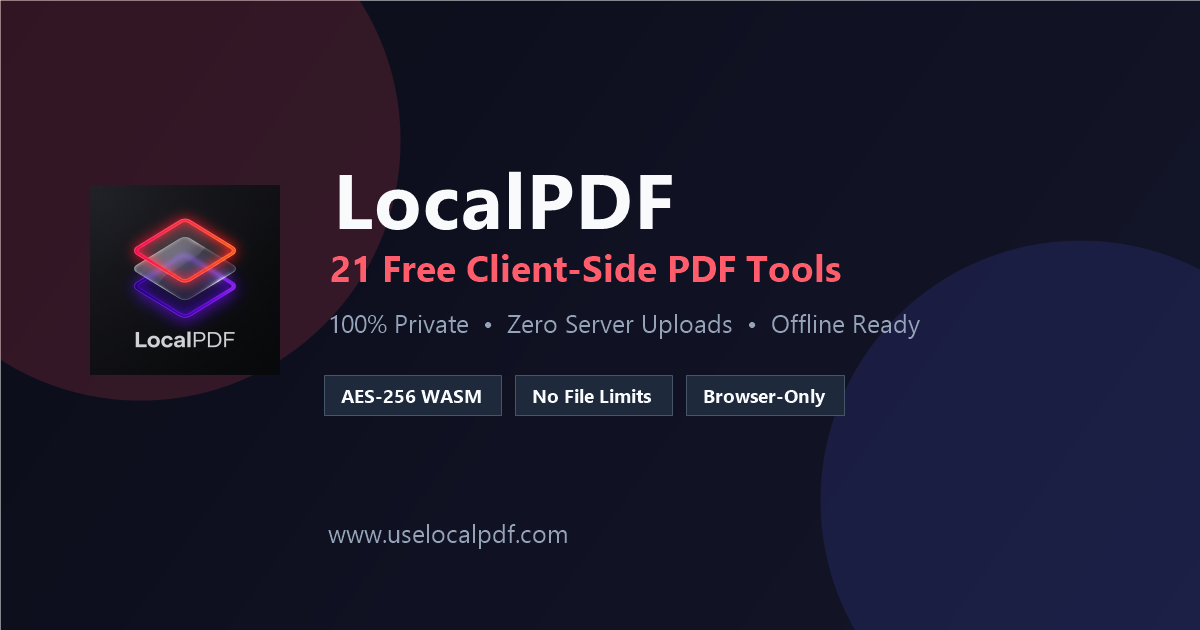 LocalPDF
21 Free Client-Side PDF Tools
100% Private • Zero Server Uploads • Offline Ready
LocalPDF
AES-256 WASM
No File Limits
Browser-Only
www.uselocalpdf.com